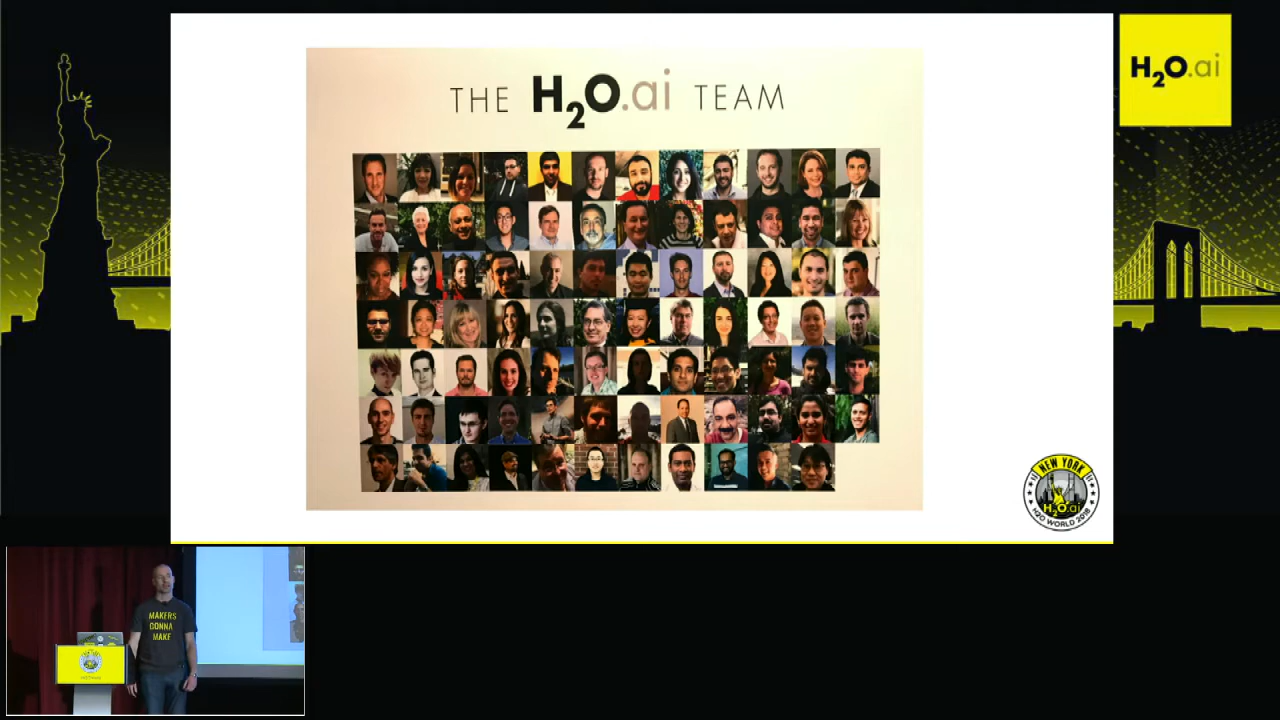 THE H2O.ai TEAM
H2O.ai
NEW YORK
H2O.ai
H2O WORLD 2018
MAKERS
GONNA
MAKE